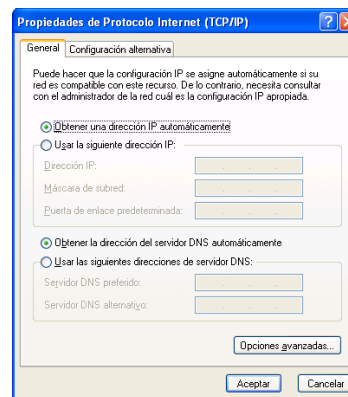 Propiedades de Protocolo Internet (TCP/IP)
General
Configuración alternativa
Puede hacer que la configuración IP se asigne automáticamente si su
red es compatible con este recurso. De lo contrario, necesita consultar
con el administrador de la red cuál es la configuración IP apropiada.
Obtener una dirección IP automáticamente
Usar la siguiente dirección IP:
Dirección IP:
Máscara de subred:
Puerta de enlace predeterminada:
Obtener la dirección del servidor DNS automáticamente
Usar las siguientes direcciones de servidor DNS:
Servidor DNS preferido:
Servidor DNS alternativo:
Opciones avanzadas...
Aceptar
Cancelar